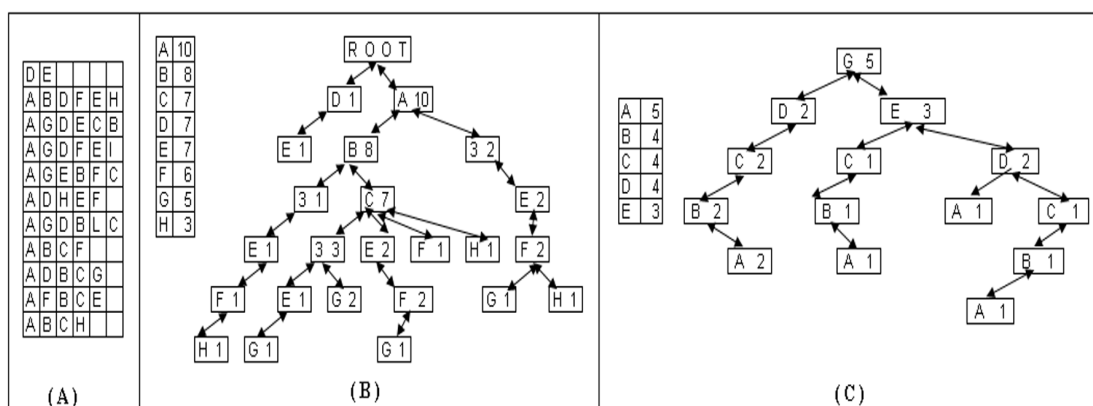 D E
A B D F E H
A G D E C B
A G D F E I
A G E B F C
A D H E F
A G D B L C
A B C F
A D B C G
A F B C E
A B C H
(A)
A 10
B 8
C 7
D 7
E 7
F 6
G 5
H 3
ROOT
D 1 A 10
E 1 B 8 3 2
3 1 C 7 E 2
E 1 3 3 E 2 F 1 H 1 F 2
F 1 E 1 G 2 F 2 G 1 H 1
H 1 G 1 G 1
(B)
A 5
B 4
C 4
D 4
E 3
G 5
D 2 E 3
C 2 C 1 D 2
B 2 B 1 A 1 C 1
A 2 A 1 B 1
A 1
(C)